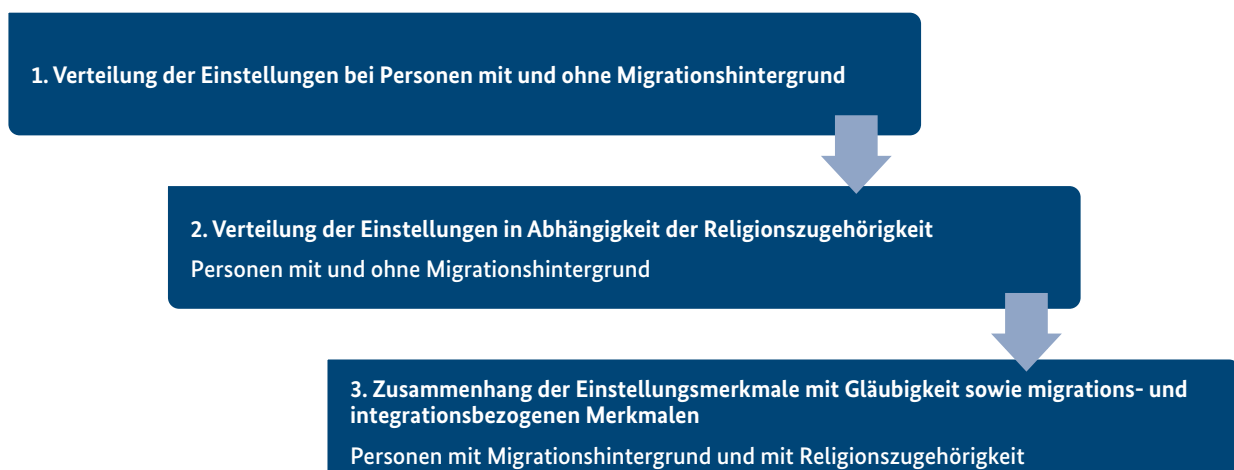 1. Verteilung der Einstellungen bei Personen mit und ohne Migrationshintergrund
2. Verteilung der Einstellungen in Abhängigkeit der Religionszugehörigkeit
Personen mit und ohne Migrationshintergrund
3. Zusammenhang der Einstellungsmerkmale mit Gläubigkeit sowie migrations- und
integrationsbezogenen Merkmalen
Personen mit Migrationshintergrund und mit Religionszugehörigkeit